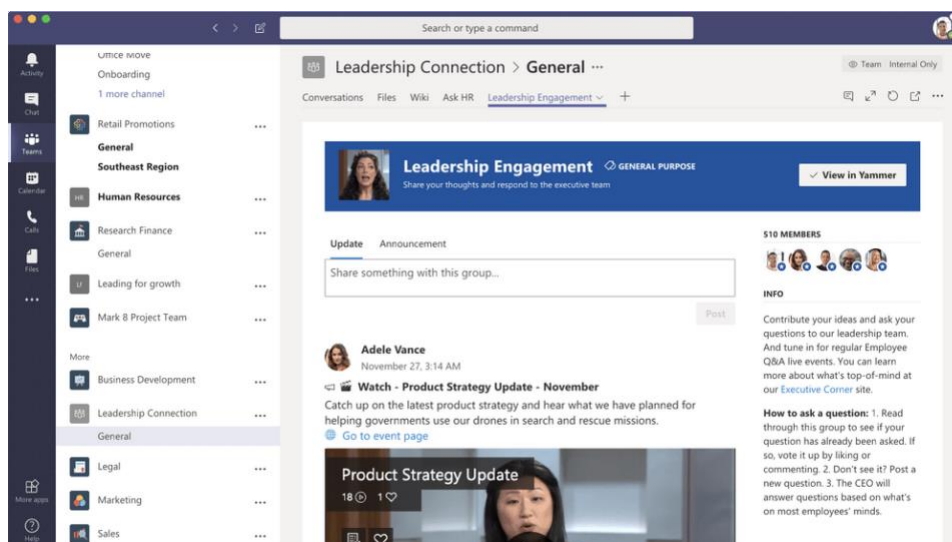 Search or type a command
Activity
Chat
Teams
Calendar
Calls
Files
More apps
Help
Office Move
Onboarding
1 more channel
Retail Promotions
General
Southeast Region
HR Human Resources
Research Finance
General
Leading for growth
Mark 8 Project Team
More
Business Development
Leadership Connection
General
Legal
Marketing
Sales
Leadership Connection > General
Team Internal Only
Conversations Files Wiki Ask HR Leadership Engagement
Leadership Engagement GENERAL PURPOSE
Share your thoughts and respond to the executive team
View in Yammer
Update Announcement
Share something with this group...
Post
Adele Vance
November 27, 3:14 AM
Watch - Product Strategy Update - November
Catch up on the latest product strategy and hear what we have planned for
helping governments use our drones in search and rescue missions.
Go to event page
Product Strategy Update
18 1
510 MEMBERS
INFO
Contribute your ideas and ask your
questions to our leadership team.
And tune in for regular Employee
Q&A live events. You can learn
more about what's top-of-mind at
our Executive Corner site.
How to ask a question: 1. Read
through this group to see if your
question has already been asked. If
so, vote it up by liking or
commenting. 2. Don't see it? Post a
new question. 3. The CEO will
answer questions based on what's
on most employees' minds.